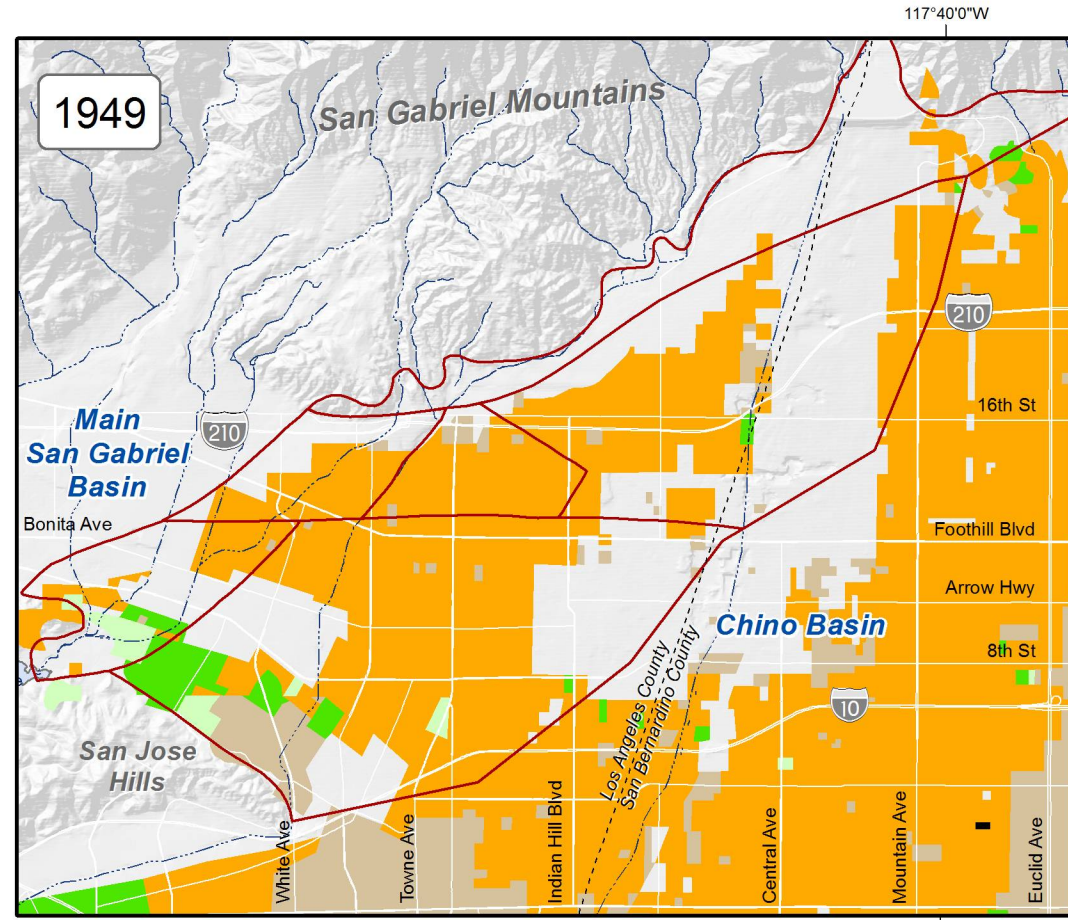 117°40'0"W
1949
San Gabriel Mountains
210
16th St
Main
San Gabriel
Basin
210
Bonita Ave
Foothill Blvd
Arrow Hwy
Chino Basin
8th St
10
San Jose
Hills
Los Angeles County
San Bernardino County
White Ave
Towne Ave
Indian Hill Blvd
Central Ave
Mountain Ave
Euclid Ave